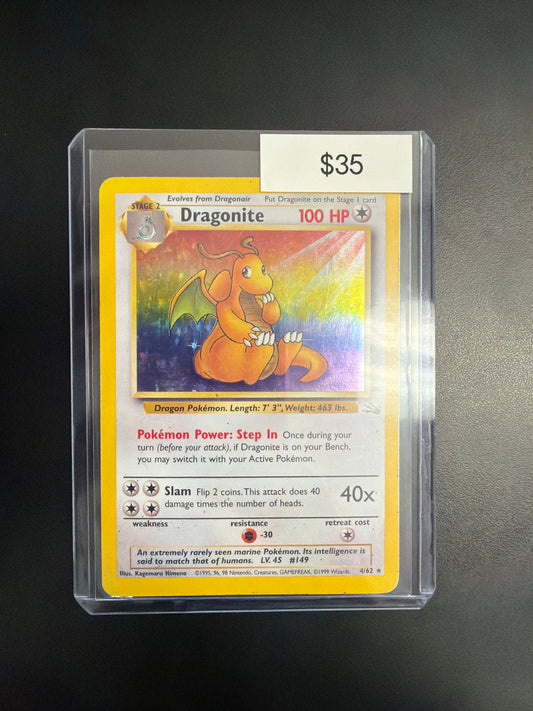 $35
Evolves from Dragonair Put Dragonite on the Stage 1 card
STAGE 2
Dragonite 100 HP
Dragon Pokémon. Length: 7' 3", Weight: 463 lbs.
Pokémon Power: Step In Once during your
turn (before your attack), if Dragonite is on your Bench,
you may switch it with your Active Pokémon.
Slam Flip 2 coins. This attack does 40
damage times the number of heads.
40x
weakness resistance retreat cost
-30
An extremely rarely seen marine Pokémon. Its intelligence is
said to match that of humans. LV. 45 #149
Illus. Kagemaru Himeno ©1995, 96, 98 Nintendo, Creatures, GAMEFREAK. ©1999 Wizards. 4/62 ★